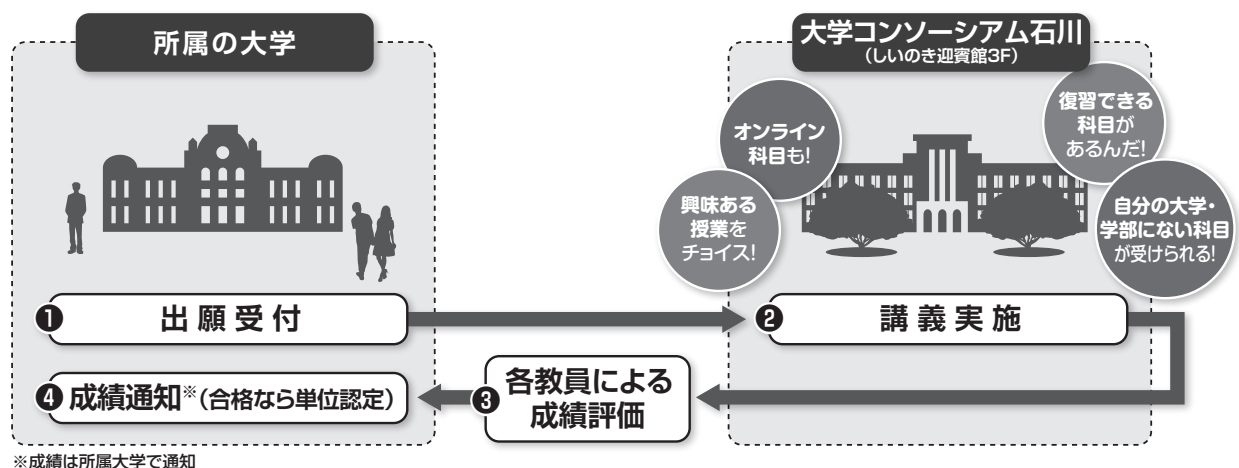 所属の大学
大学コンソーシアム石川
（しいのき迎賓館3F）
オンライン
科目も!
復習できる
科目が
あるんだ!
興味ある
授業を
チョイス!
自分の大学・
学部にない科目
が受けられる!
❶ 出願受付
❷ 講義実施
❸ 各教員による
成績評価
❹ 成績通知※（合格なら単位認定）
※成績は所属大学で通知